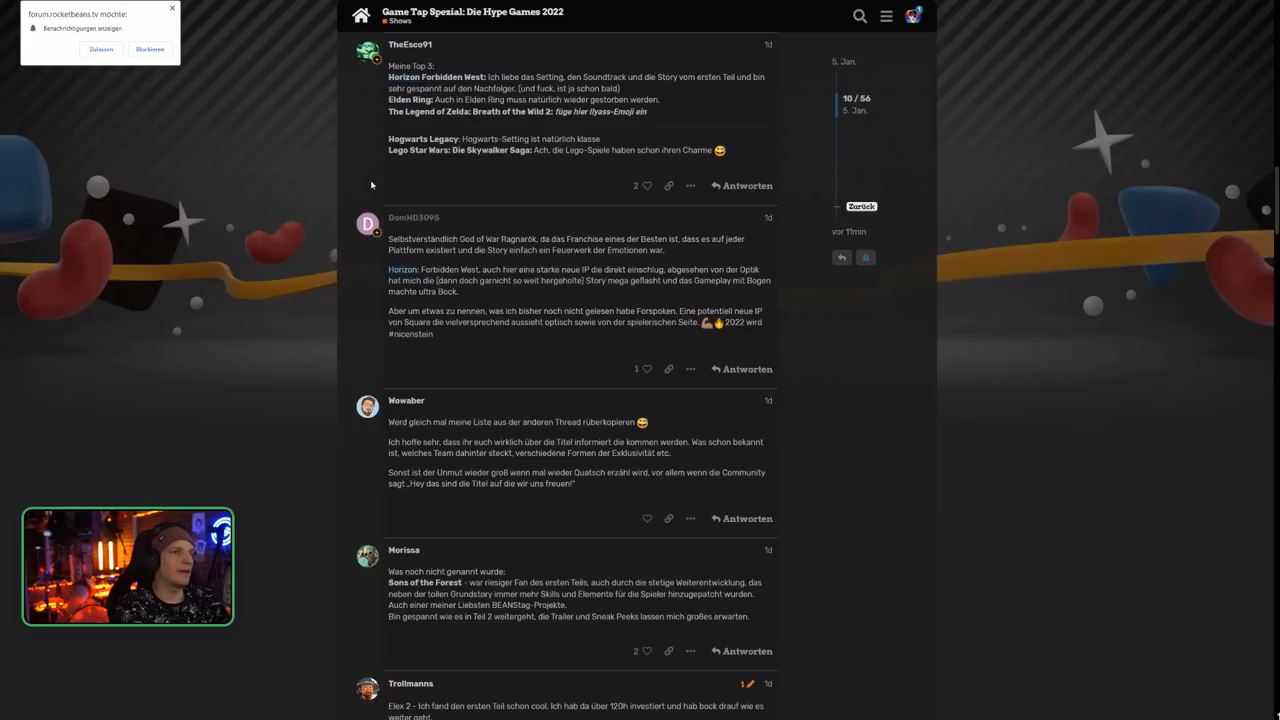 forum.rocketbeans.tv möchte:
Benachrichtigungen anzeigen
Zulassen
Blockieren
Game Tap Spezial: Die Hype Games 2022
Shows
1
TheEsco91
1d
Meine Top 3:
Horizon Forbidden West: Ich liebe das Setting, den Soundtrack und die Story vom ersten Teil und bin
sehr gespannt auf den Nachfolger. (und fuck, ist ja schon bald)
Elden Ring: Auch in Elden Ring muss natürlich wieder gestorben werden.
The Legend of Zelda: Breath of the Wild 2: füge hier Ilyass-Emoji ein
Hogwarts Legacy: Hogwarts-Setting ist natürlich klasse
Lego Star Wars: Die Skywalker Saga: Ach, die Lego-Spiele haben schon ihren Charme 😅
2
Antworten
D
DomHD3095
1d
Selbstverständlich God of War Ragnarök, da das Franchise eines der Besten ist, dass es auf jeder
Plattform existiert und die Story einfach ein Feuerwerk der Emotionen war.
Horizon: Forbidden West, auch hier eine starke neue IP die direkt einschlug, abgesehen von der Optik
hat mich die (dann doch garnicht so weit hergeholte) Story mega geflasht und das Gameplay mit Bogen
machte ultra Bock.
Aber um etwas zu nennen, was ich bisher noch nicht gelesen habe Forspoken. Eine potentiell neue IP
von Square die vielversprechend aussieht optisch sowie von der spielerischen Seite. 💪🏽🔥 2022 wird
#nicenstein
1
Antworten
Wowaber
1d
Werd gleich mal meine Liste aus der anderen Thread rüberkopieren 😅
Ich hoffe sehr, dass ihr euch wirklich über die Titel informiert die kommen werden. Was schon bekannt
ist, welches Team dahinter steckt, verschiedene Formen der Exklusivität etc.
Sonst ist der Unmut wieder groß wenn mal wieder Quatsch erzähl wird, vor allem wenn die Community
sagt „Hey das sind die Titel auf die wir uns freuen!"
Antworten
Morissa
1d
Was noch nicht genannt wurde:
Sons of the Forest - war riesiger Fan des ersten Teils, auch durch die stetige Weiterentwicklung, das
neben der tollen Grundstory immer mehr Skills und Elemente für die Spieler hinzugepatcht wurden.
Auch einer meiner Liebsten BEANStag-Projekte.
Bin gespannt wie es in Teil 2 weitergeht, die Trailer und Sneak Peeks lassen mich großes erwarten.
2
Antworten
Trollmanns
1
1d
Elex 2 - Ich fand den ersten Teil schon cool. Ich hab da über 120h investiert und hab bock drauf wie es
weiter geht.
5. Jan.
10 / 56
5. Jan.
Zurück
vor 11min